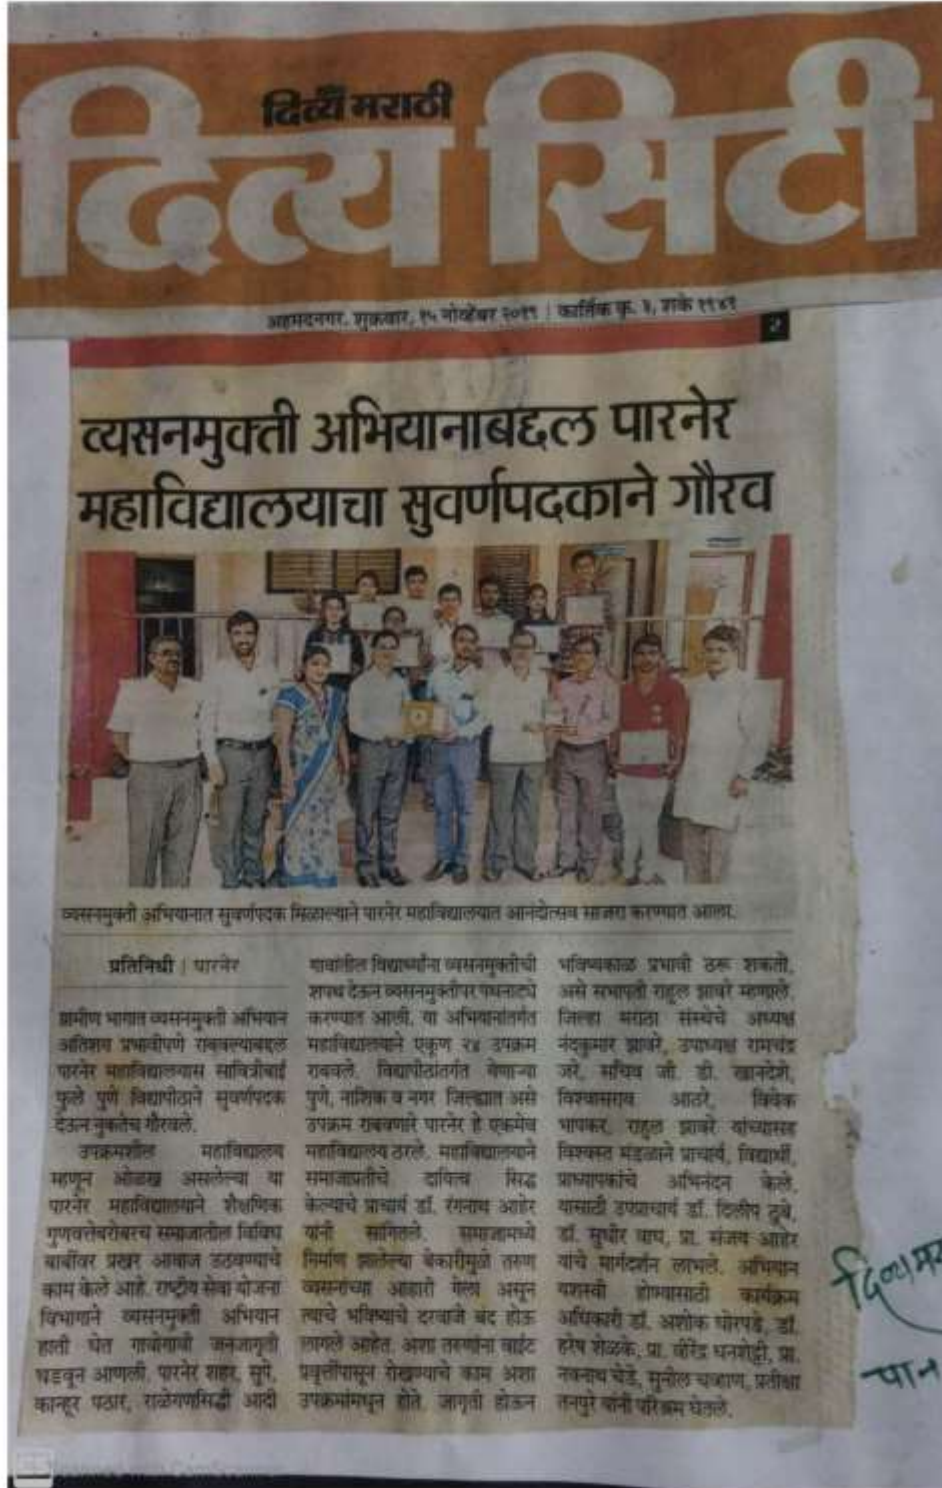 दिव्य मराठी
दिव्य सिटी
अहमदनगर, शुक्रवार, १५ नोव्हेंबर २०१९ | कार्तिक कृ. ३, शके १९४१
2
व्यसनमुक्ती अभियानाबद्दल पारनेर
महाविद्यालयाचा सुवर्णपदकाने गौरव
व्यसनमुक्ती अभियानात सुवर्णपदक मिळाल्याने पारनेर महाविद्यालयात आनंदोत्सव साजरा करण्यात आला.
प्रतिनिधी | पारनेर
ग्रामीण भागात व्यसनमुक्ती अभियान
अतिशय प्रभावीपणे राबवल्याबद्दल
पारनेर महाविद्यालयास सावित्रीबाई
फुले पुणे विद्यापीठाने सुवर्णपदक
देऊन नुकतेच गौरवले.
उपक्रमशील महाविद्यालय
म्हणून ओळख असलेल्या या
पारनेर महाविद्यालयाने शैक्षणिक
गुणवत्तेबरोबरच समाजातील विविध
बाबींवर प्रखर आवाज उठवण्याचे
काम केले आहे. राष्ट्रीय सेवा योजना
विभागाने व्यसनमुक्ती अभियान
हाती घेत गावोगावी जनजागृती
घडवून आणली. पारनेर शहर, सुपे,
कान्हूर पठार, राळेगणसिद्धी आदी
गावांतील विद्यार्थ्यांना व्यसनमुक्तीची
शपथ देऊन व्यसनमुक्तीपर पथनाट्ये
करण्यात आली. या अभियानांतर्गत
महाविद्यालयाने एकूण २४ उपक्रम
राबवले. विद्यापीठांतर्गत येणाऱ्या
पुणे, नाशिक व नगर जिल्ह्यात असे
उपक्रम राबवणारे पारनेर हे एकमेव
महाविद्यालय ठरले. महाविद्यालयाने
समाजाप्रतीचे दायित्व सिद्ध
केल्याचे प्राचार्य डॉ. रंगनाथ आहेर
यांनी सांगितले. समाजामध्ये
निर्माण झालेल्या बेकारीमुळे तरुण
व्यसनांच्या आहारी गेला असून
त्याचे भविष्याचे दरवाजे बंद होऊ
लागले आहेत. अशा तरुणांना वाईट
प्रवृत्तींपासून रोखण्याचे काम अशा
उपक्रमांमधून होते. जागृती होऊन
भविष्यकाळ प्रभावी ठरू शकतो,
असे सभापती राहुल झावरे म्हणाले.
जिल्हा मराठा संस्थेचे अध्यक्ष
नंदकुमार झावरे, उपाध्यक्ष रामचंद्र
दरे, सचिव जी. डी. खानदेशे,
विश्वासराव आठरे, विवेक
भापकर, राहुल झावरे यांच्यासह
विश्वस्त मंडळाने प्राचार्य, विद्यार्थी,
प्राध्यापकांचे अभिनंदन केले.
यासाठी उपप्राचार्य डॉ. दिलीप ठुबे,
डॉ. सुधीर वाघ, प्रा. संजय आहेर
यांचे मार्गदर्शन लाभले. अभियान
यशस्वी होण्यासाठी कार्यक्रम
अधिकारी डॉ. अशोक घोरपडे, डॉ.
हरेष शेळके, प्रा. वीरेंद्र धनशेट्टी, प्रा.
नवनाथ चेडे, सुनील चव्हाण, प्रतीक्षा
तनपुरे यांनी परिश्रम घेतले.
पान